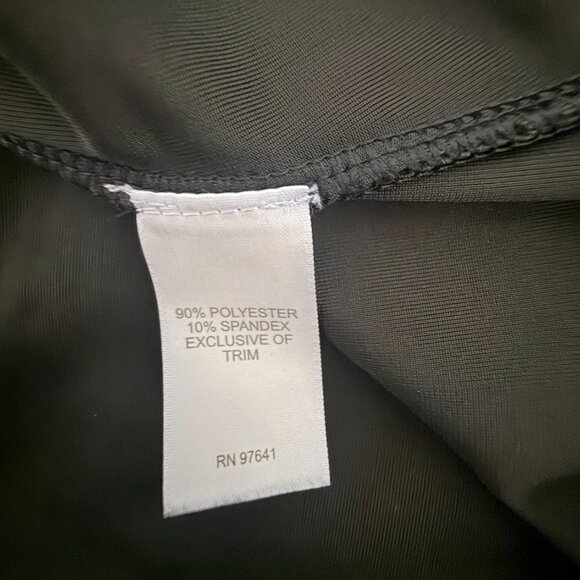 90% POLYESTER
10% SPANDEX
EXCLUSIVE OF
TRIM
RN 97641